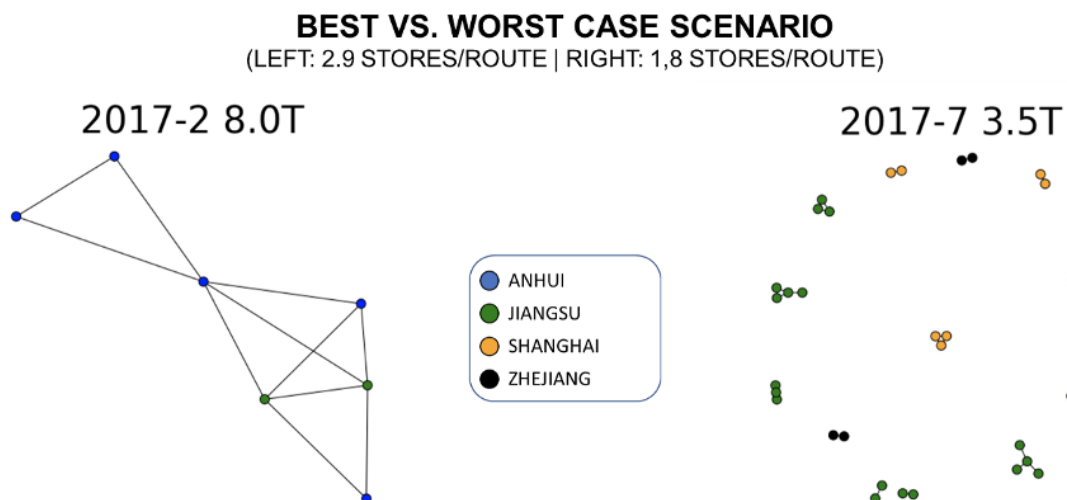 BEST VS. WORST CASE SCENARIO
(LEFT: 2.9 STORES/ROUTE | RIGHT: 1,8 STORES/ROUTE)
2017-2 8.0T
2017-7 3.5T
ANHUI
JIANGSU
SHANGHAI
ZHEJIANG